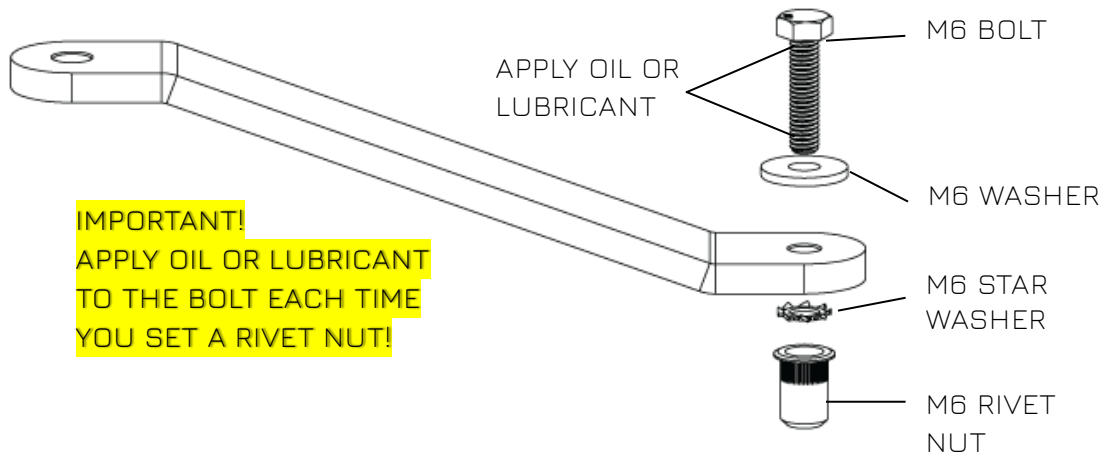 M6 BOLT
APPLY OIL OR
LUBRICANT
M6 WASHER
IMPORTANT!
APPLY OIL OR LUBRICANT
TO THE BOLT EACH TIME
YOU SET A RIVET NUT!
M6 STAR
WASHER
M6 RIVET
NUT